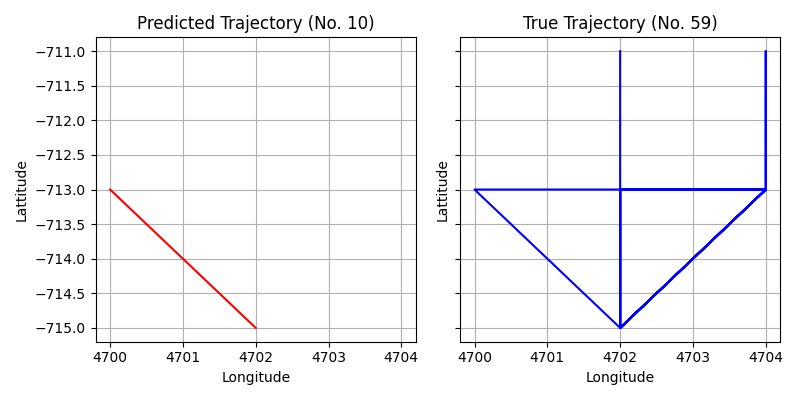 Predicted Trajectory (No. 10)
True Trajectory (No. 59)
−711.0
−711.5
−712.0
−712.5
−713.0
−713.5
−714.0
−714.5
−715.0
Lattitude
Lattitude
4700 4701 4702 4703 4704
4700 4701 4702 4703 4704
Longitude
Longitude